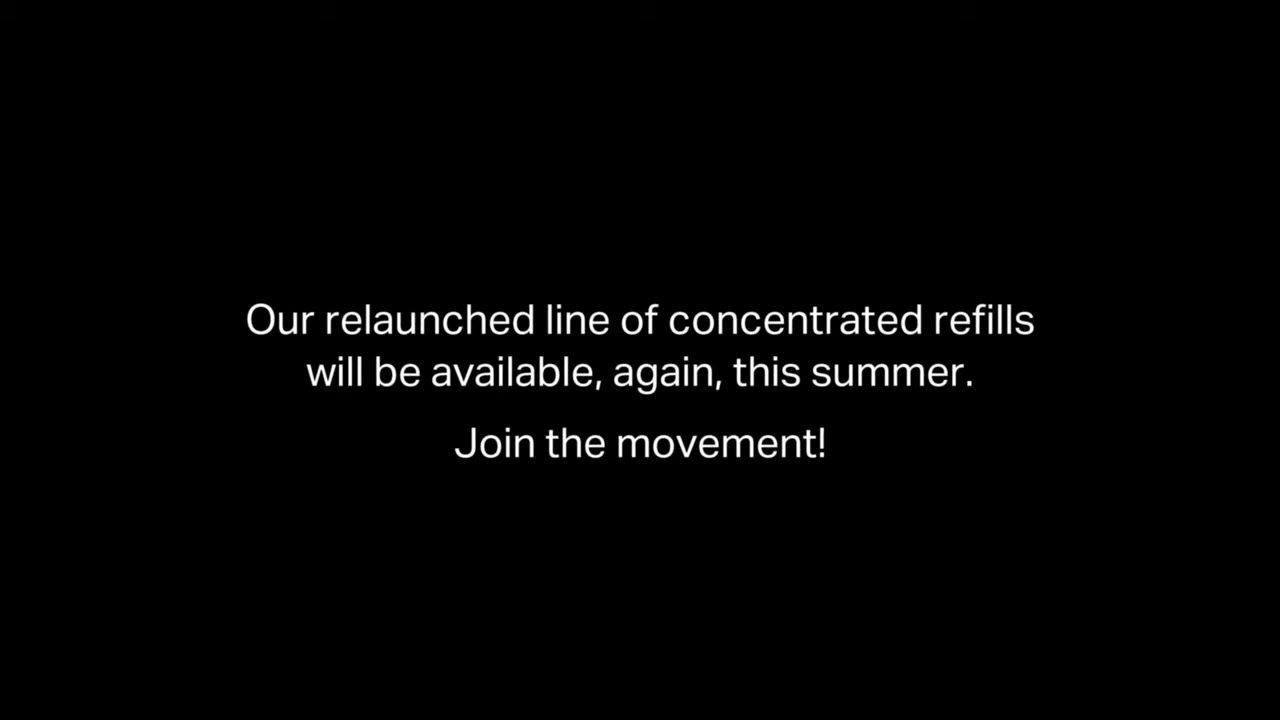 Our relaunched line of concentrated refills
will be available, again, this summer.
Join the movement!